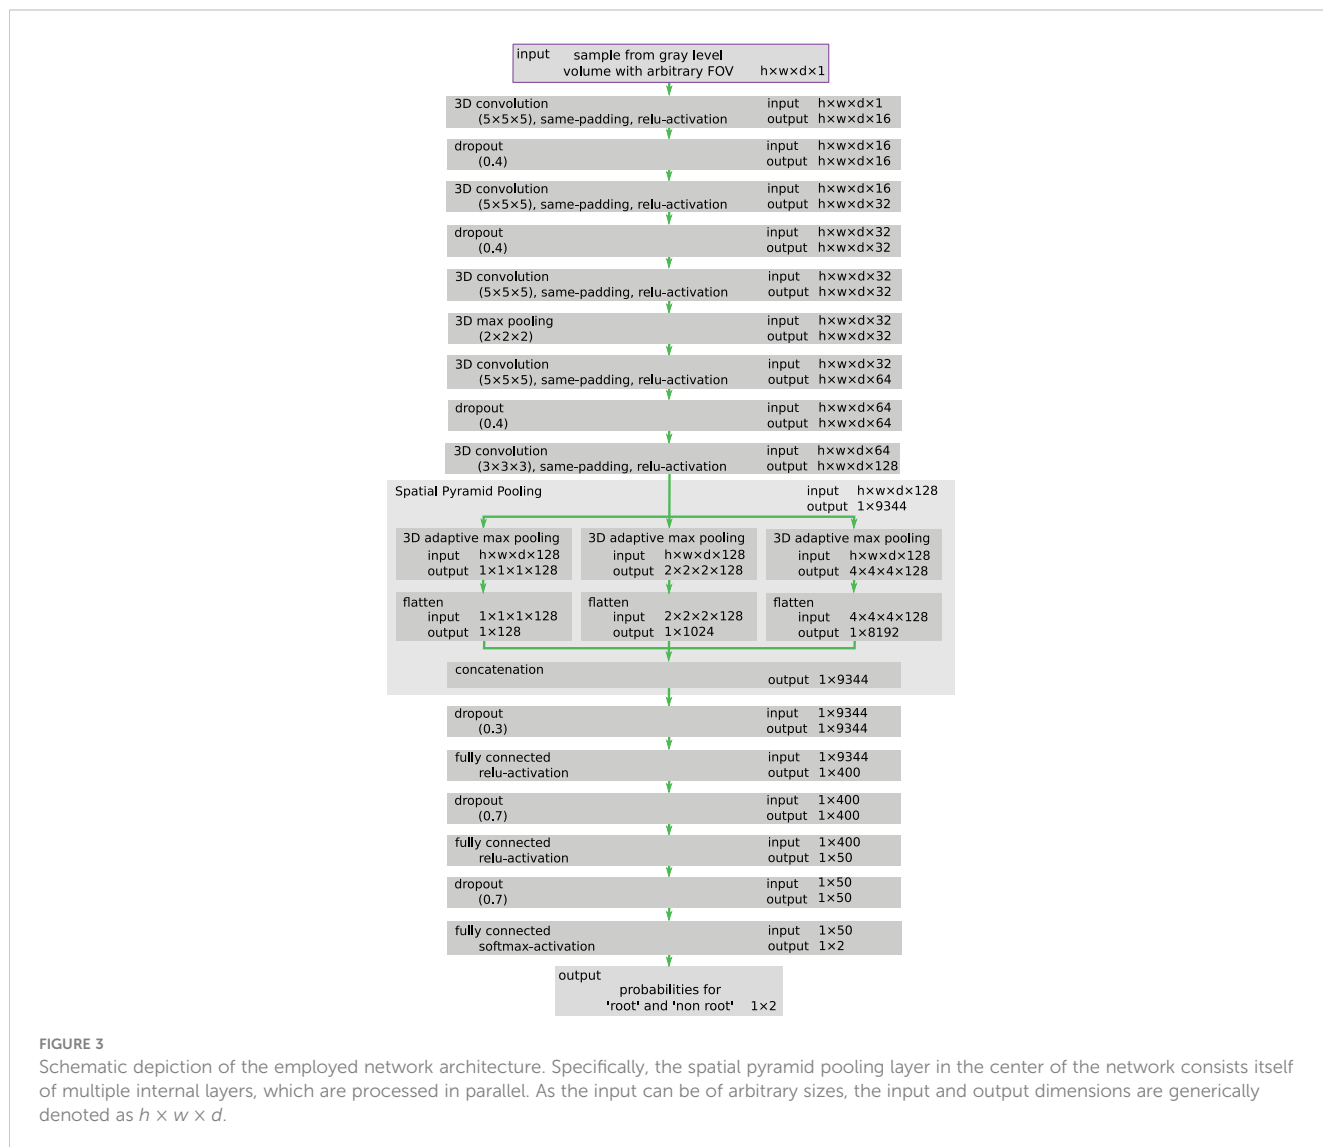 input sample from gray level
volume with arbitrary FOV h×w×d×1
3D convolution input h×w×d×1
(5×5×5), same-padding, relu-activation output h×w×d×16
dropout input h×w×d×16
(0.4) output h×w×d×16
3D convolution input h×w×d×16
(5×5×5), same-padding, relu-activation output h×w×d×32
dropout input h×w×d×32
(0.4) output h×w×d×32
3D convolution input h×w×d×32
(5×5×5), same-padding, relu-activation output h×w×d×32
3D max pooling input h×w×d×32
(2×2×2) output h×w×d×32
3D convolution input h×w×d×32
(5×5×5), same-padding, relu-activation output h×w×d×64
dropout input h×w×d×64
(0.4) output h×w×d×64
3D convolution input h×w×d×64
(3×3×3), same-padding, relu-activation output h×w×d×128
Spatial Pyramid Pooling input h×w×d×128
output 1×9344
3D adaptive max pooling
input h×w×d×128
output 1×1×1×128
3D adaptive max pooling
input h×w×d×128
output 2×2×2×128
3D adaptive max pooling
input h×w×d×128
output 4×4×4×128
flatten
input 1×1×1×128
output 1×128
flatten
input 2×2×2×128
output 1×1024
flatten
input 4×4×4×128
output 1×8192
concatenation
output 1×9344
dropout input 1×9344
(0.3) output 1×9344
fully connected input 1×9344
relu-activation output 1×400
dropout input 1×400
(0.7) output 1×400
fully connected input 1×400
relu-activation output 1×50
dropout input 1×50
(0.7) output 1×50
fully connected input 1×50
softmax-activation output 1×2
output
probabilities for
'root' and 'non root' 1×2
FIGURE 3
Schematic depiction of the employed network architecture. Specifically, the spatial pyramid pooling layer in the center of the network consists itself
of multiple internal layers, which are processed in parallel. As the input can be of arbitrary sizes, the input and output dimensions are generically
denoted as h × w × d.